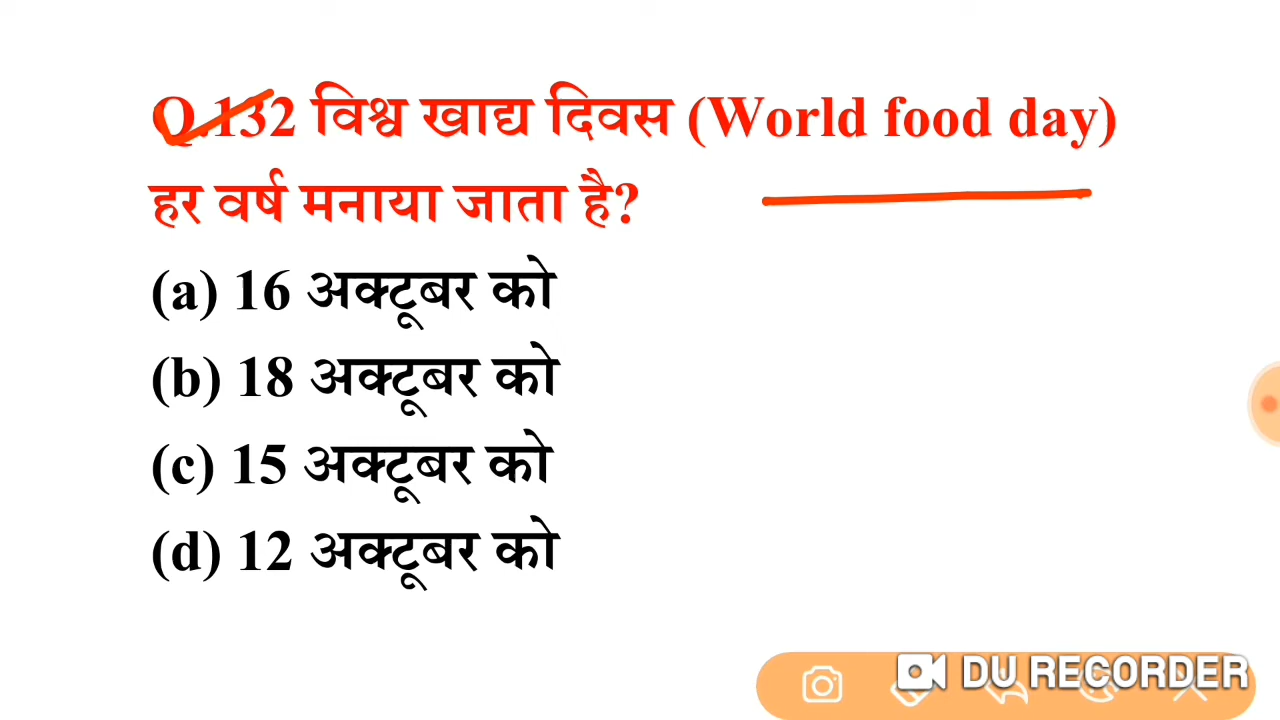 Q.132 विश्व खाद्य दिवस (World food day)
हर वर्ष मनाया जाता है?
(a) 16 अक्टूबर को
(b) 18 अक्टूबर को
(c) 15 अक्टूबर को
(d) 12 अक्टूबर को
DU RECORDER